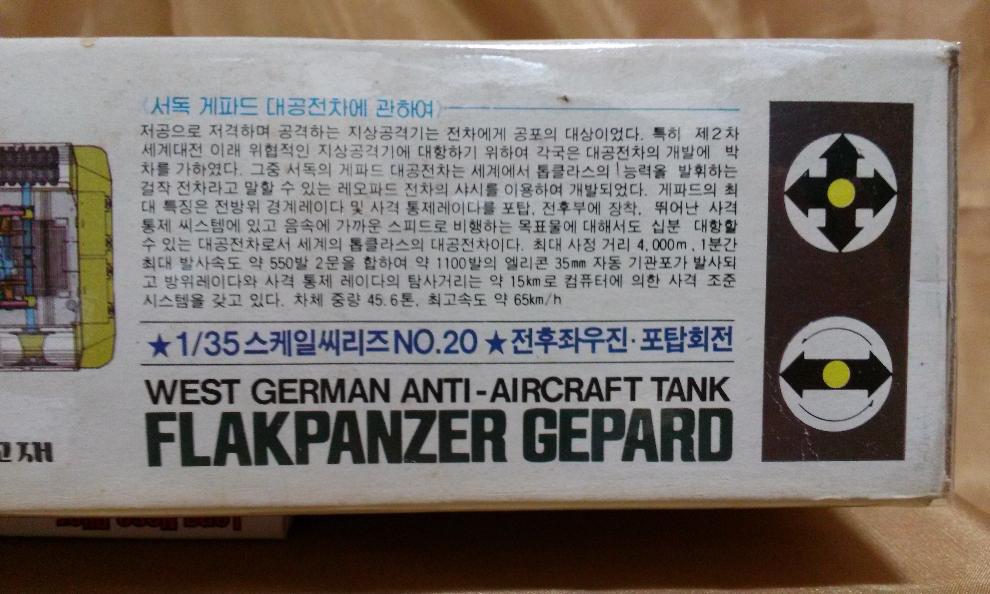 〈서독 게파드 대공전차에 관하여〉
저공으로 저격하며 공격하는 지상공격기는 전차에게 공포의 대상이었다. 특히 제2차
세계대전 이래 위협적인 지상공격기에 대항하기 위하여 각국은 대공전차의 개발에 박
차를 가하였다. 그중 서독의 게파드 대공전차는 세계에서 톱클라스의 능력을 발휘하는
걸작 전차라고 말할 수 있는 레오파드 전차의 샤시를 이용하여 개발되었다. 게파드의 최
대 특징은 전방위 경계레이다 및 사격 통제레이다를 포탑, 전후부에 장착, 뛰어난 사격
통제 씨스템에 있고 음속에 가까운 스피드로 비행하는 목표물에 대해서도 십분 대항할
수 있는 대공전차로서 세계의 톱클라스의 대공전차이다. 최대 사정 거리 4,000m, 1분간
최대 발사속도 약 550발 2문을 합하여 약 1100발의 엘리콘 35㎜ 자동 기관포가 발사되
고 방위레이다와 사격 통제 레이다의 탐사거리는 약 15㎞로 컴퓨터에 의한 사격 조준
시스템을 갖고 있다. 차체 중량 45.6톤, 최고속도 약 65km/h
★1/35스케일씨리즈NO.20 ★전후좌우진·포탑회전
WEST GERMAN ANTI-AIRCRAFT TANK
FLAKPANZER GEPARD